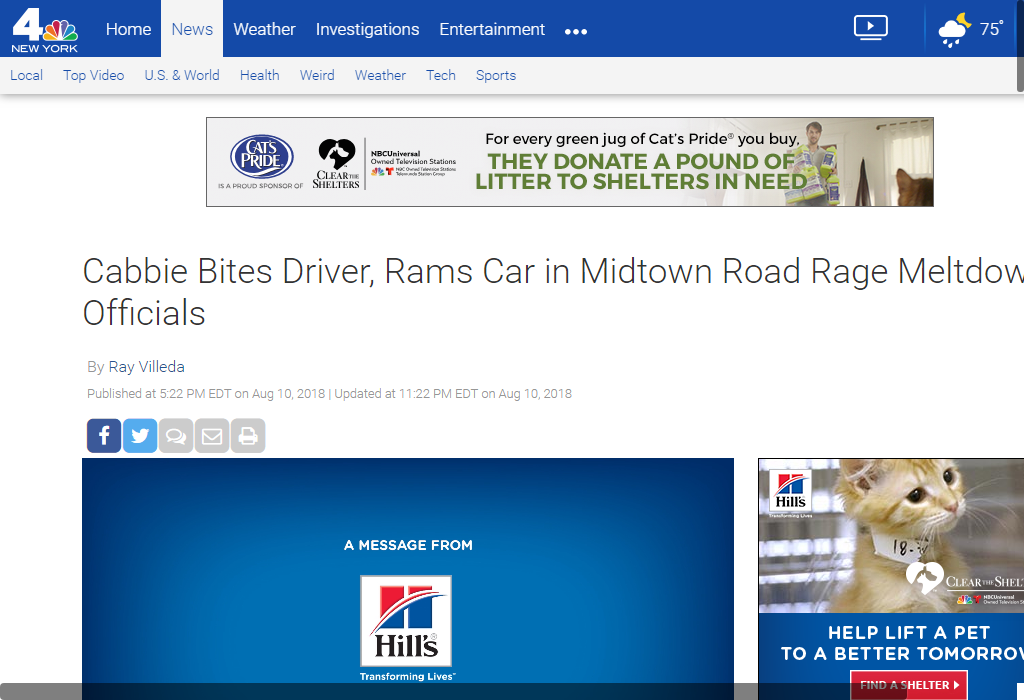 4
NEW YORK
Home
News
Weather
Investigations
Entertainment
75°
Local
Top Video
U.S. & World
Health
Weird
Weather
Tech
Sports
CAT'S PRIDE
IS A PROUD SPONSOR OF
CLEAR THE SHELTERS
NBCUniversal
Owned Television Stations
NBC Owned Television Stations
Telemundo Station Group
For every green jug of Cat's Pride® you buy,
THEY DONATE A POUND OF
LITTER TO SHELTERS IN NEED
Cabbie Bites Driver, Rams Car in Midtown Road Rage Meltdow
Officials
By Ray Villeda
Published at 5:22 PM EDT on Aug 10, 2018 | Updated at 11:22 PM EDT on Aug 10, 2018
A MESSAGE FROM
Hill's
Transforming Lives™
Hill's
Transforming Lives
18-
CLEAR THE SHEL
NBCUniversal
Owned Television S
HELP LIFT A PET
TO A BETTER TOMORROW
FIND A SHELTER